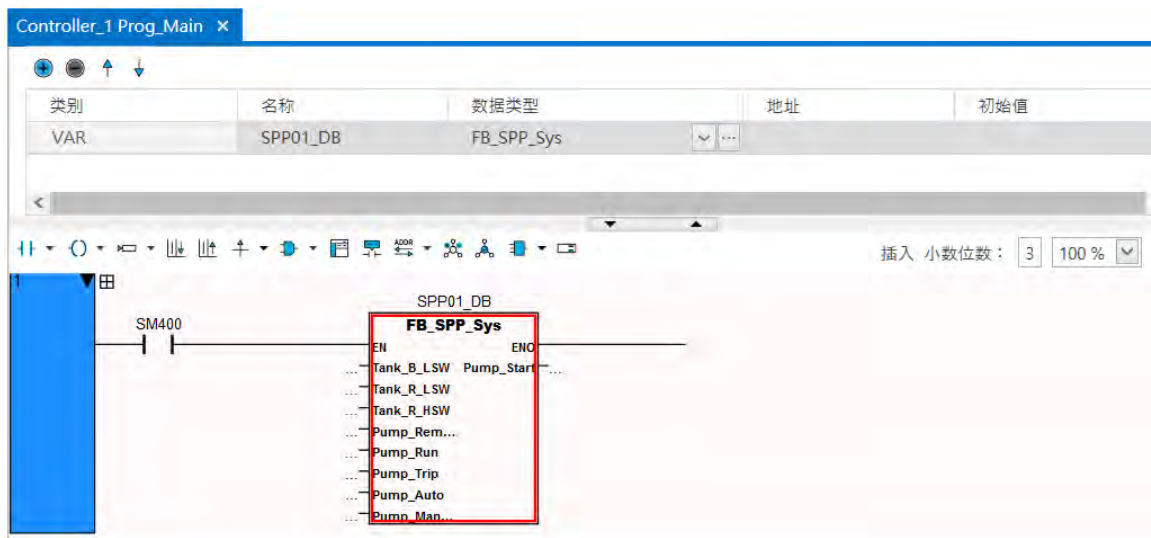 Controller_1 Prog_Main ×
类别 名称 数据类型 地址 初始值
VAR SPP01_DB FB_SPP_Sys
ADDR
插入 小数位数： 3 100 %
1
SPP01_DB
SM400 FB_SPP_Sys
EN ENO
... Tank_B_LSW Pump_Start ...
... Tank_R_LSW
... Tank_R_HSW
... Pump_Rem...
... Pump_Run
... Pump_Trip
... Pump_Auto
... Pump_Man...